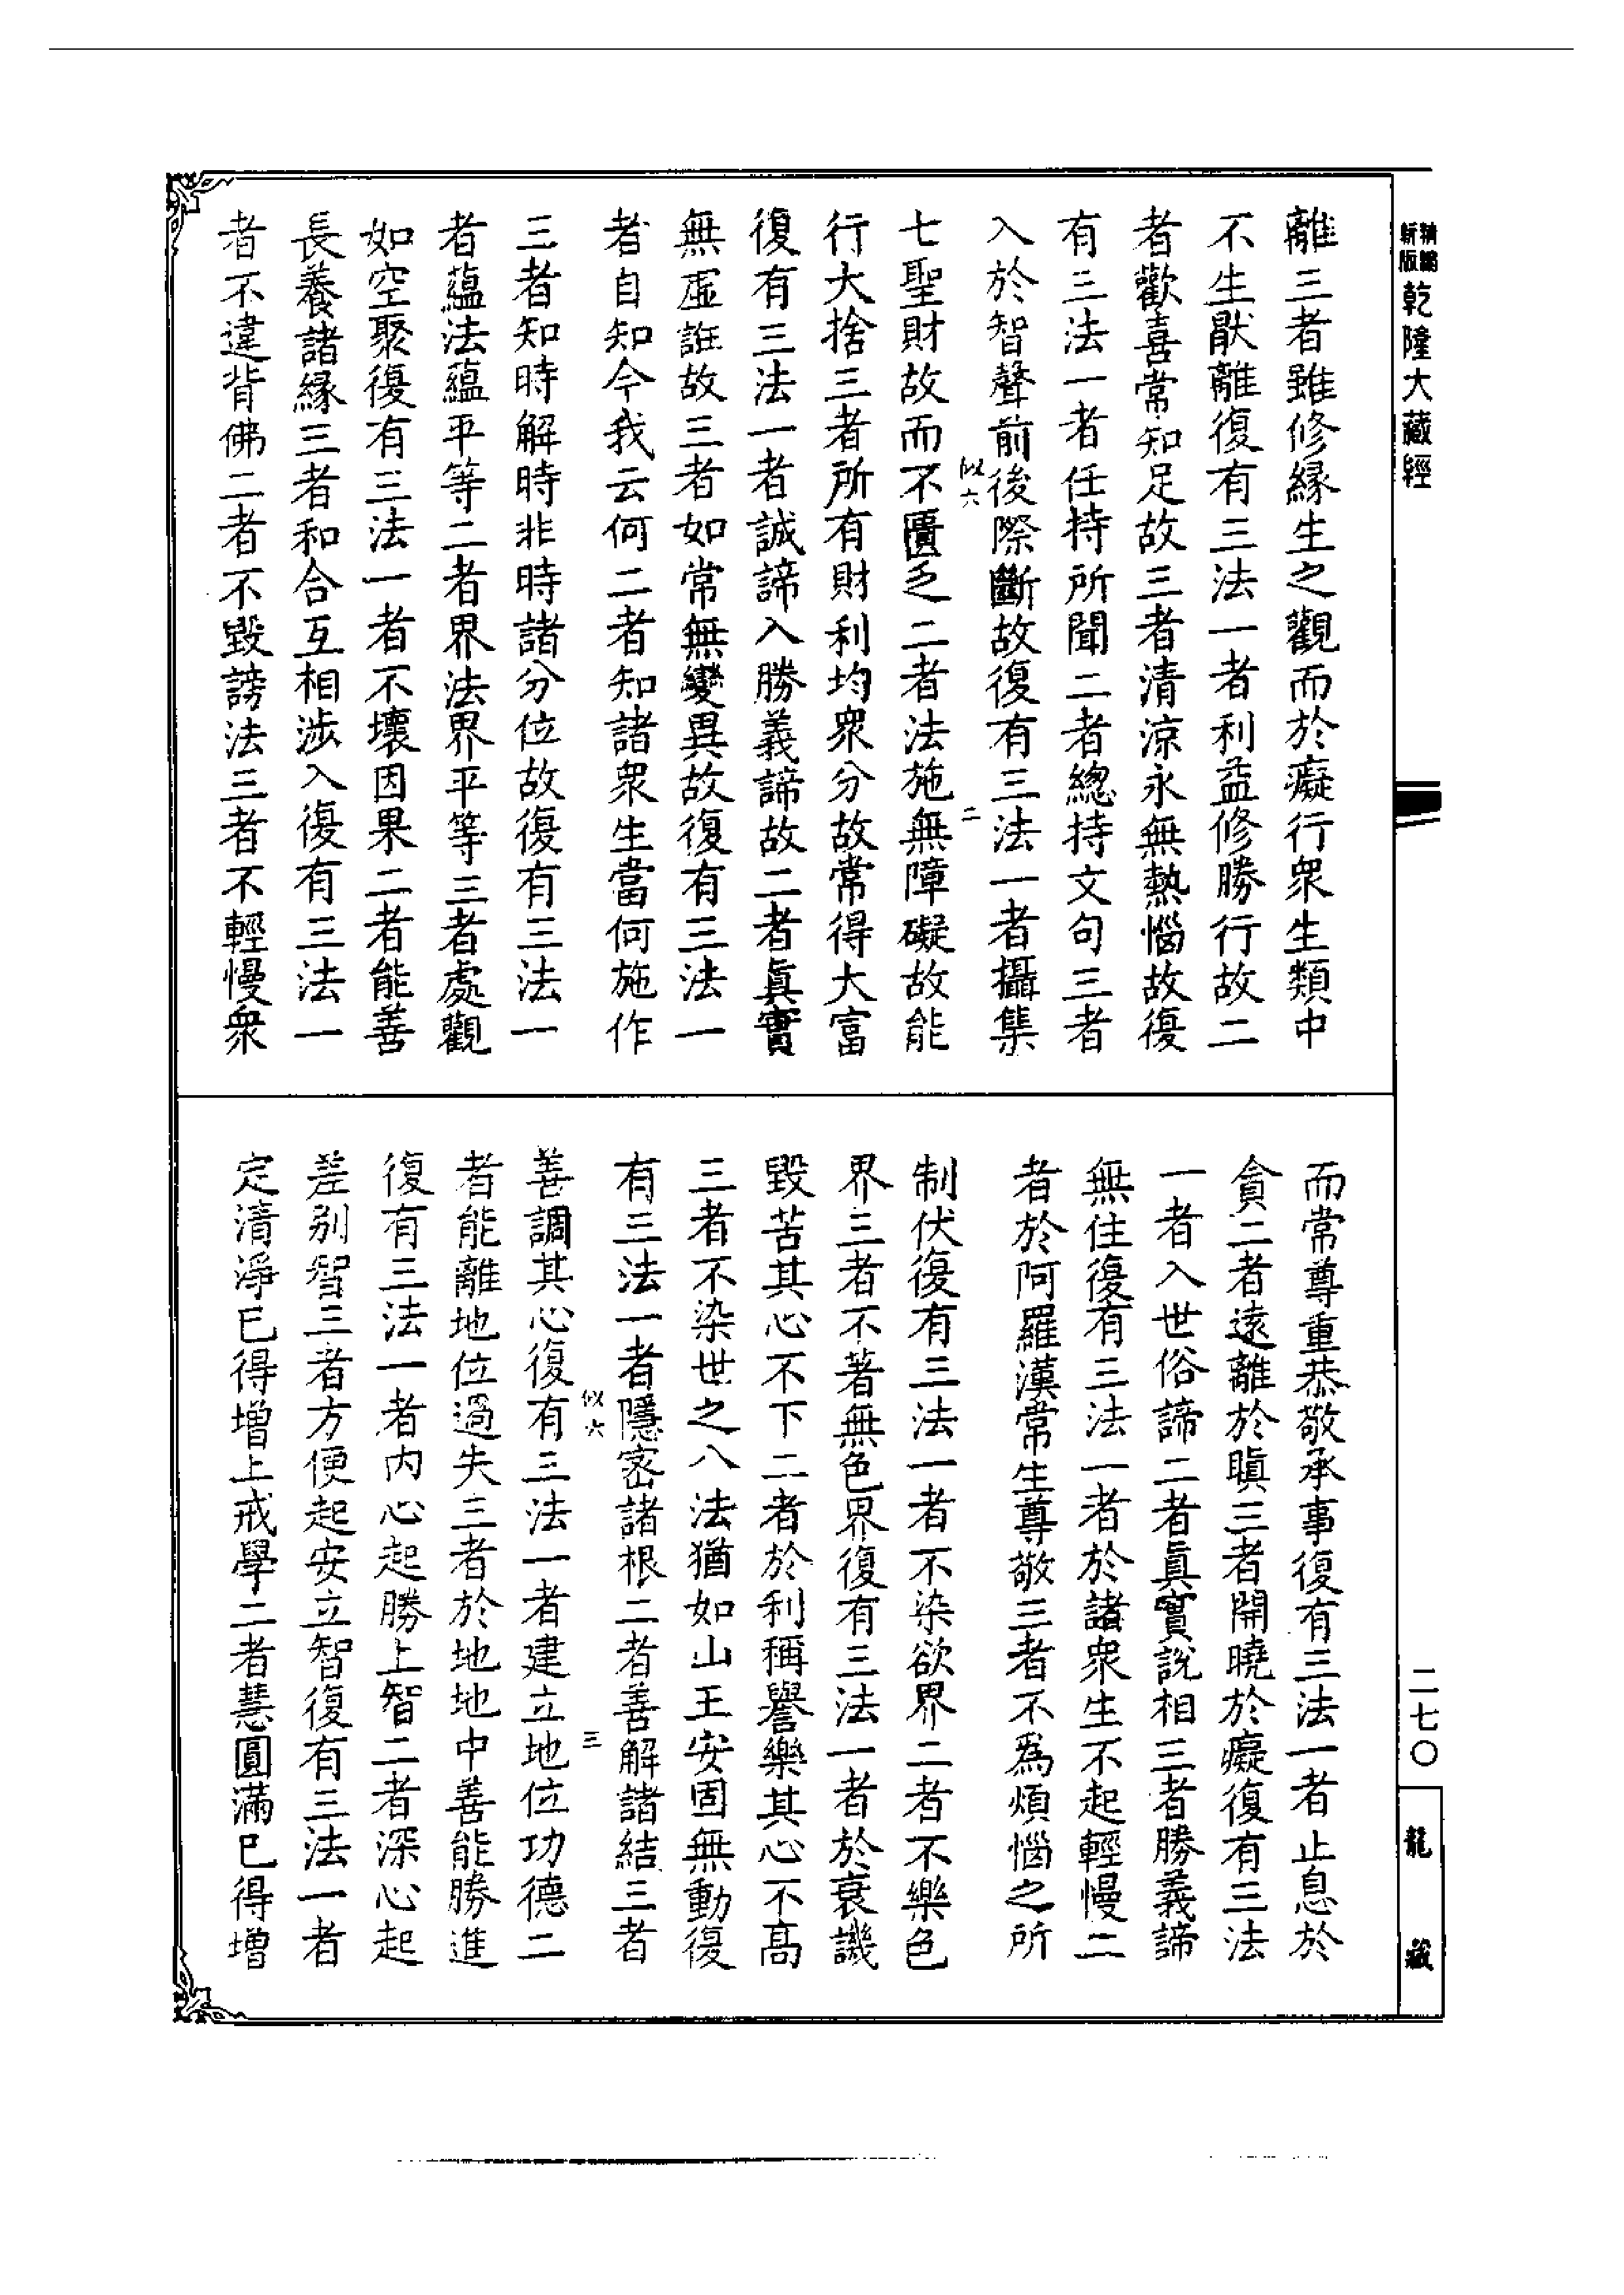 精編
新版
乾隆大藏經
離三者雖修緣生之觀而於癡行衆生類中
不生厭離復有三法一者利益修勝行故二
者歡喜常知足故三者清涼永無熱惱故復
有三法一者任持所聞二者總持文句三者
入於智聲前後際斷故復有三法一者攝集
似六
二
七聖財故而不匱乏二者法施無障礙故能
行大捨三者所有財利均衆分故常得大富
復有三法一者誠諦入勝義諦故二者眞實
無虛誑故三者如常無變異故復有三法一
者自知今我云何二者知諸衆生當何施作
三者知時解時非時諸分位故復有三法一
者蘊法蘊平等二者界法界平等三者處觀
如空聚復有三法一者不壞因果二者能善
長養諸緣三者和合互相涉入復有三法一
者不違背佛二者不毀謗法三者不輕慢衆
而常尊重恭敬承事復有三法一者止息於
貪二者遠離於瞋三者開曉於癡復有三法
一者入世俗諦二者眞實說相三者勝義諦
無住復有三法一者於諸衆生不起輕慢二
者於阿羅漢常生尊敬三者不爲煩惱之所
制伏復有三法一者不染欲界二者不樂色
界三者不著無色界復有三法一者於衰譏
毀苦其心不下二者於利稱譽樂其心不高
三者不染世之八法猶如山王安固無動復
有三法一者隱密諸根二者善解諸結三者
似六
三
善調其心復有三法一者建立地位功德二
者能離地位過失三者於地地中善能勝進
復有三法一者內心起勝上智二者深心起
差別智三者方便起安立智復有三法一者
定清淨已得增上戒學二者慧圓滿已得增
二七〇
龍藏